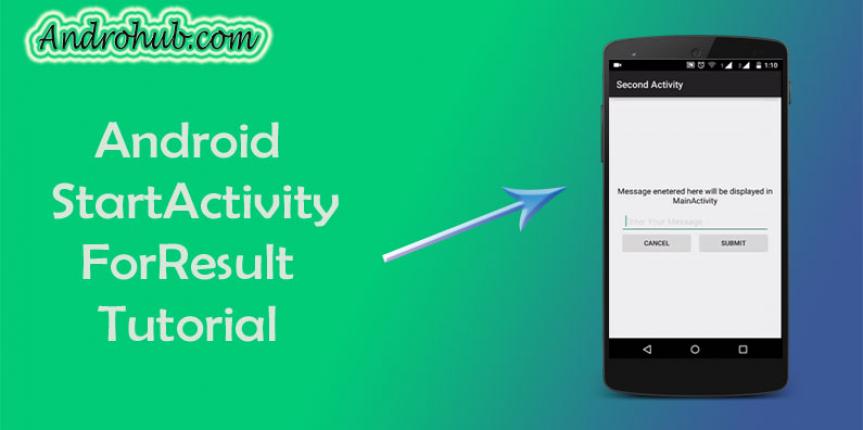 Androhub.com
Android
StartActivity
ForResult
Tutorial
1:10
Second Activity
Message enetered here will be displayed in
MainActivity
Enter Your Message
CANCEL SUBMIT